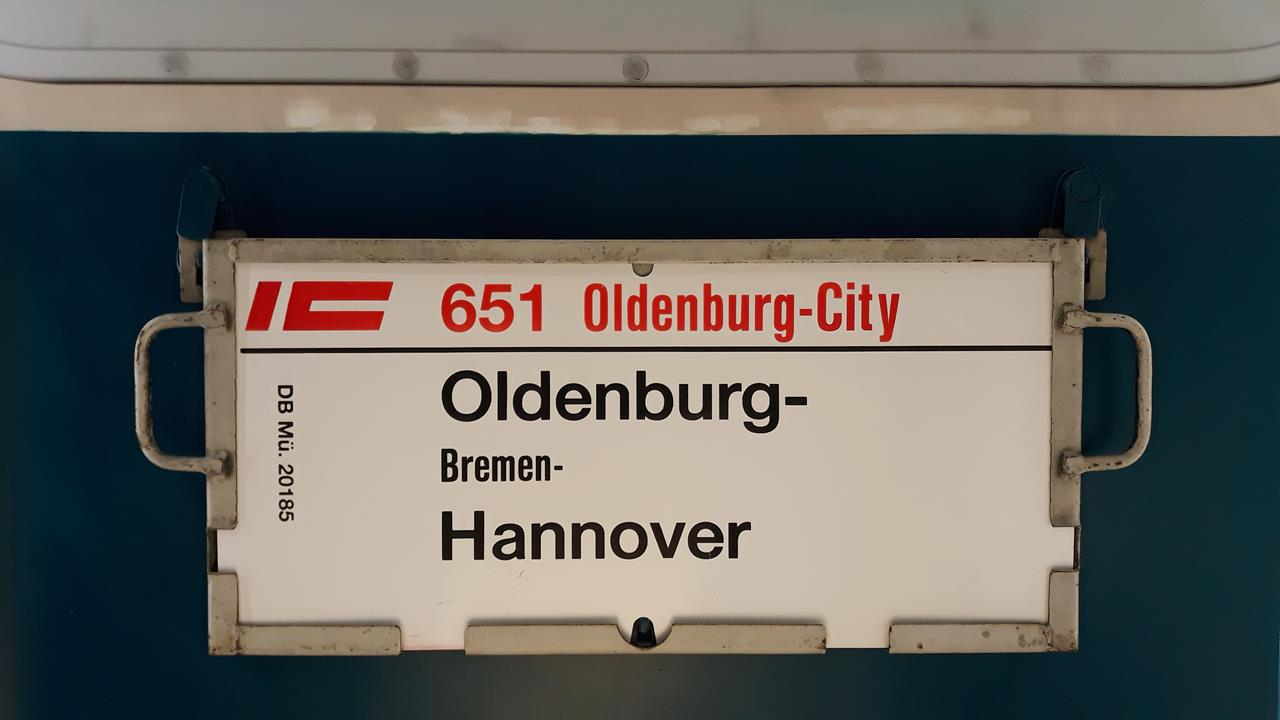 IC 651 Oldenburg-City
Oldenburg-
Bremen-
Hannover
DB Mü. 20185